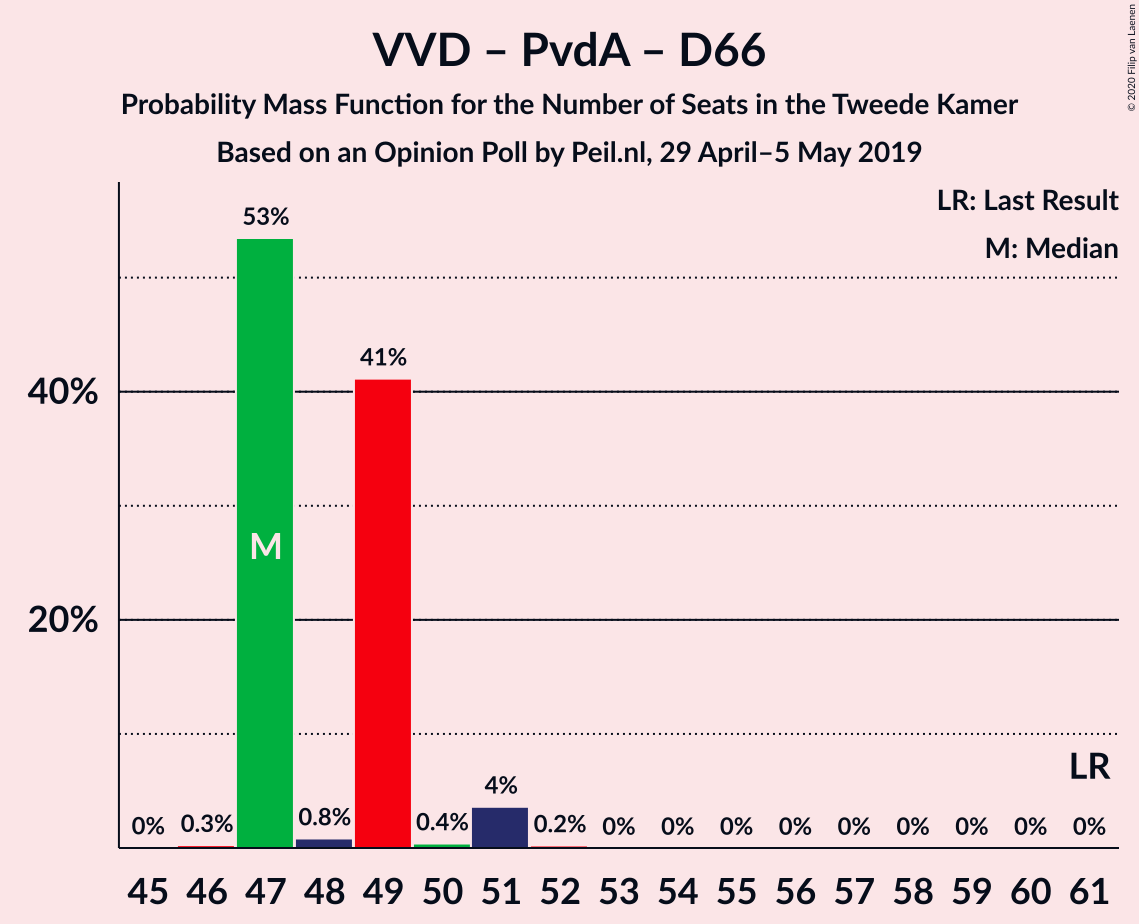 VVD – PvdA – D66
Probability Mass Function for the Number of Seats in the Tweede Kamer
Based on an Opinion Poll by Peil.nl, 29 April–5 May 2019
© 2020 Filip van Laenen
LR: Last Result
M: Median
53%
41%
40%
M
20%
LR
0% 0.3% 0.8% 0.4% 4% 0.2% 0% 0% 0% 0% 0% 0% 0% 0% 0%
45 46 47 48 49 50 51 52 53 54 55 56 57 58 59 60 61